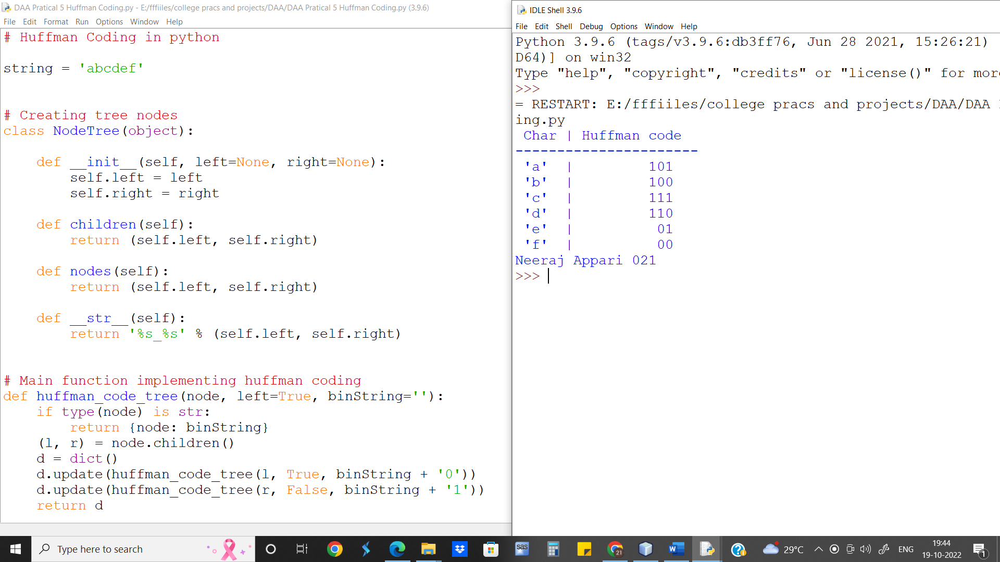 DAA Pratical 5 Huffman Coding.py - E:/fffiiles/college pracs and projects/DAA/DAA Pratical 5 Huffman Coding.py (3.9.6)
File Edit Format Run Options Window Help
# Huffman Coding in python
string = 'abcdef'
# Creating tree nodes
class NodeTree(object):
def __init__(self, left=None, right=None):
self.left = left
self.right = right
def children(self):
return (self.left, self.right)
def nodes(self):
return (self.left, self.right)
def __str__(self):
return '%s_%s' % (self.left, self.right)
# Main function implementing huffman coding
def huffman_code_tree(node, left=True, binString=''):
if type(node) is str:
return {node: binString}
(l, r) = node.children()
d = dict()
d.update(huffman_code_tree(l, True, binString + '0'))
d.update(huffman_code_tree(r, False, binString + '1'))
return d
IDLE Shell 3.9.6
File Edit Shell Debug Options Window Help
Python 3.9.6 (tags/v3.9.6:db3ff76, Jun 28 2021, 15:26:21)
D64)] on win32
Type "help", "copyright", "credits" or "license()" for more
>>>
= RESTART: E:/fffiiles/college pracs and projects/DAA/DAA
ing.py
Char | Huffman code
----------------------
'a' | 101
'b' | 100
'c' | 111
'd' | 110
'e' | 01
'f' | 00
Neeraj Appari 021
>>>
Type here to search
21
sas
W
29°C
ENG
19:44
19-10-2022
1